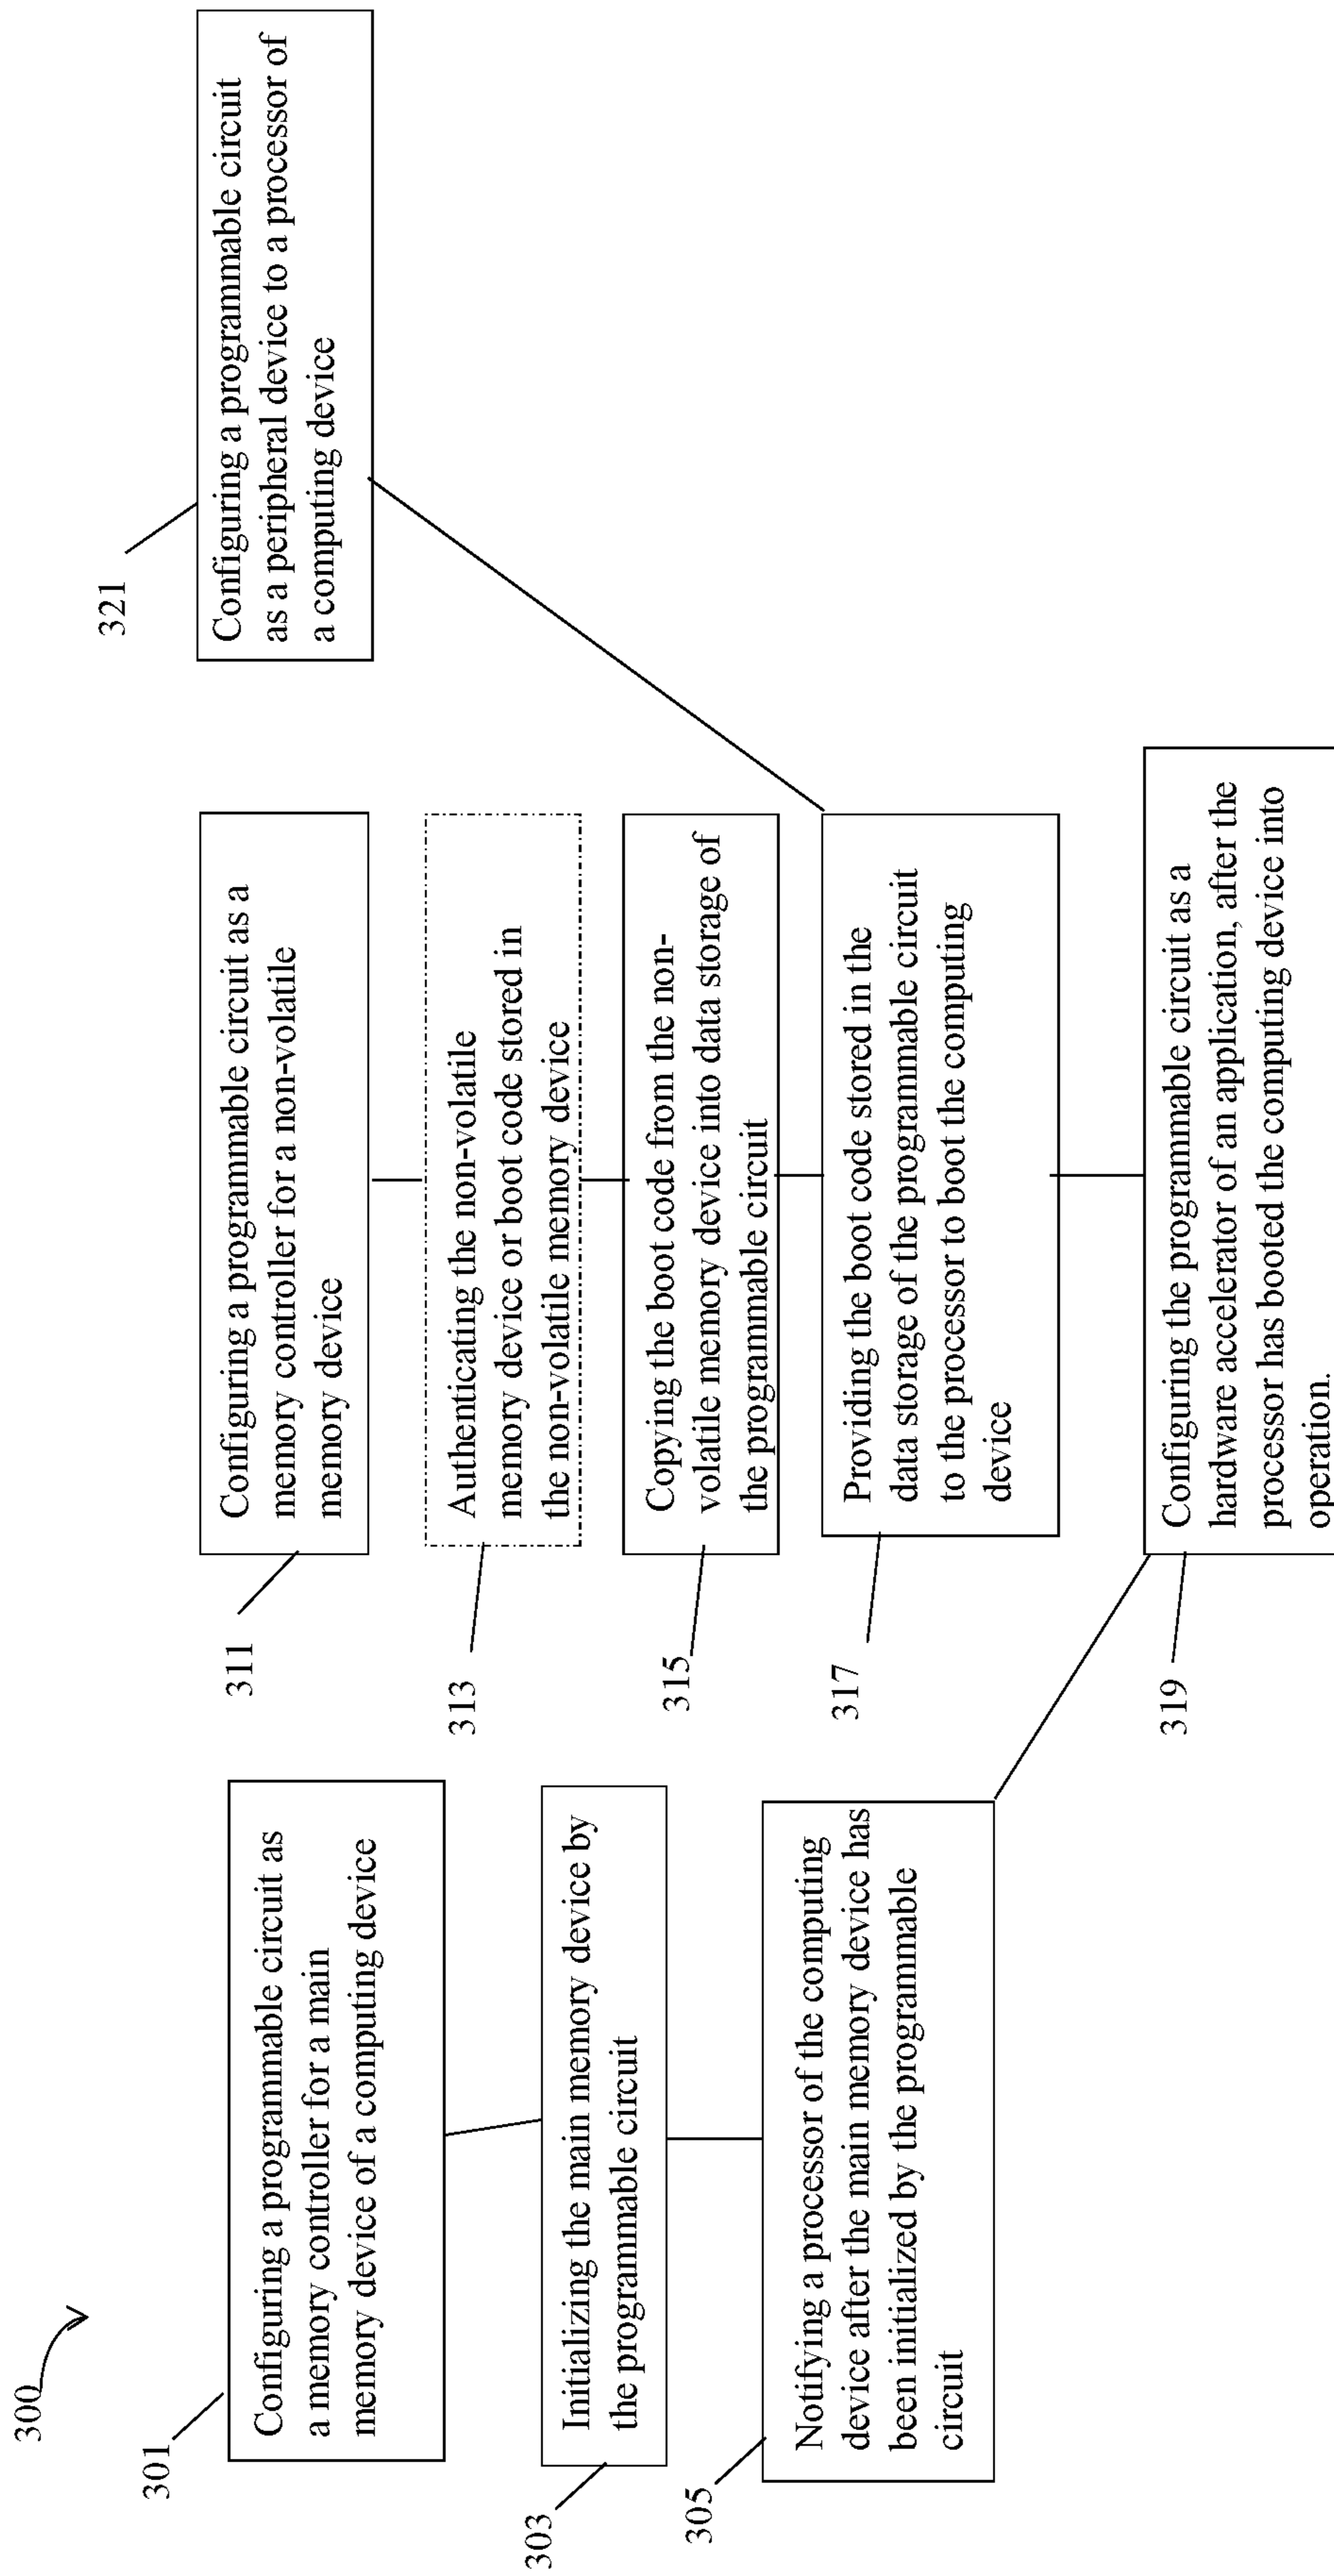 300
301
Configuring a programmable circuit as
a memory controller for a main
memory device of a computing device
303
Initializing the main memory device by
the programmable circuit
305
Notifying a processor of the computing
device after the main memory device has
been initialized by the programmable
circuit
311
Configuring a programmable circuit as a
memory controller for a non-volatile
memory device
313
Authenticating the non-volatile
memory device or boot code stored in
the non-volatile memory device
315
Copying the boot code from the non-
volatile memory device into data storage of
the programmable circuit
317
Providing the boot code stored in the
data storage of the programmable circuit
to the processor to boot the computing
device
319
Configuring the programmable circuit as a
hardware accelerator of an application, after the
processor has booted the computing device into
operation.
321
Configuring a programmable circuit
as a peripheral device to a processor of
a computing device